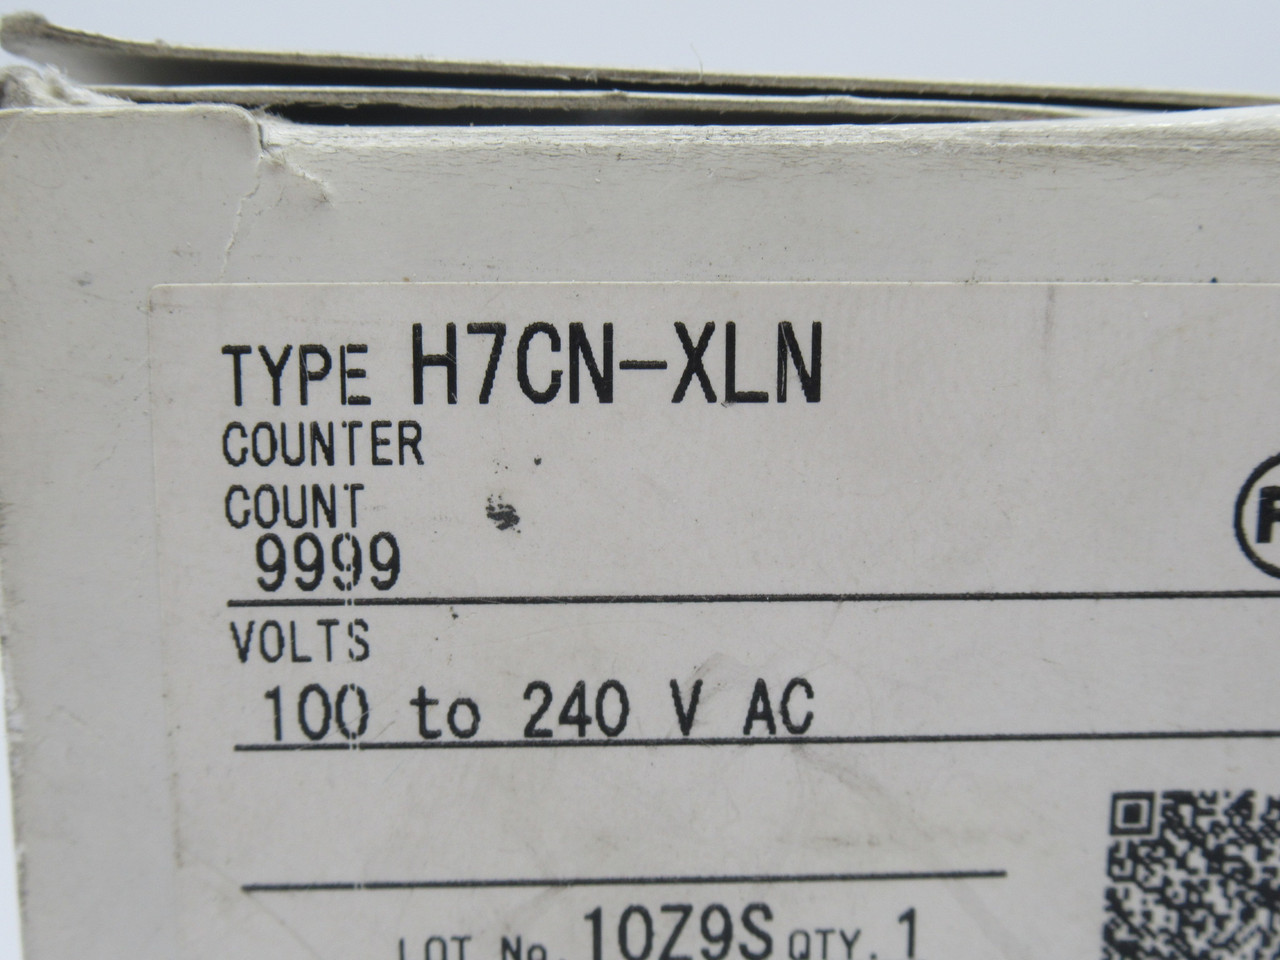 TYPE H7CN-XLN
COUNTER
COUNT
9999
VOLTS
100 to 240 V AC
LOT No. 10Z9S QTY. 1